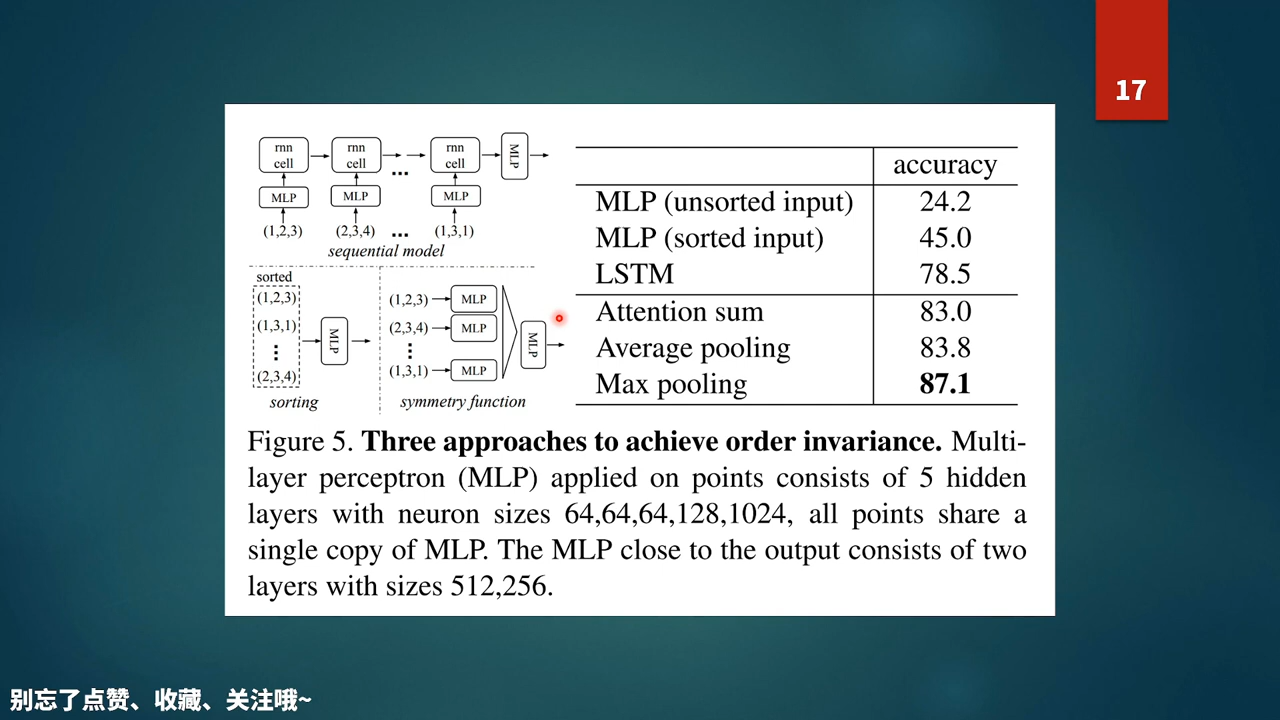 17
rnn cell
rnn cell
...
rnn cell
MLP
MLP
MLP
MLP
(1,2,3)
(2,3,4)
...
(1,3,1)
sequential model
sorted
(1,2,3)
(1,3,1)
...
(2,3,4)
MLP
sorting
(1,2,3)
MLP
(2,3,4)
MLP
...
(1,3,1)
MLP
MLP
symmetry function
accuracy
MLP (unsorted input) 24.2
MLP (sorted input) 45.0
LSTM 78.5
Attention sum 83.0
Average pooling 83.8
Max pooling 87.1
Figure 5. Three approaches to achieve order invariance. Multi-
layer perceptron (MLP) applied on points consists of 5 hidden
layers with neuron sizes 64,64,64,128,1024, all points share a
single copy of MLP. The MLP close to the output consists of two
layers with sizes 512,256.
别忘了点赞、收藏、关注哦~